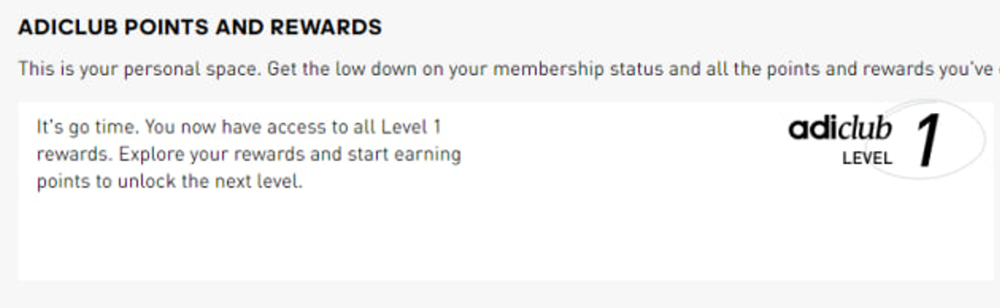 ADICLUB POINTS AND REWARDS
This is your personal space. Get the low down on your membership status and all the points and rewards you've
It's go time. You now have access to all Level 1
rewards. Explore your rewards and start earning
points to unlock the next level.
adiclub
LEVEL 1